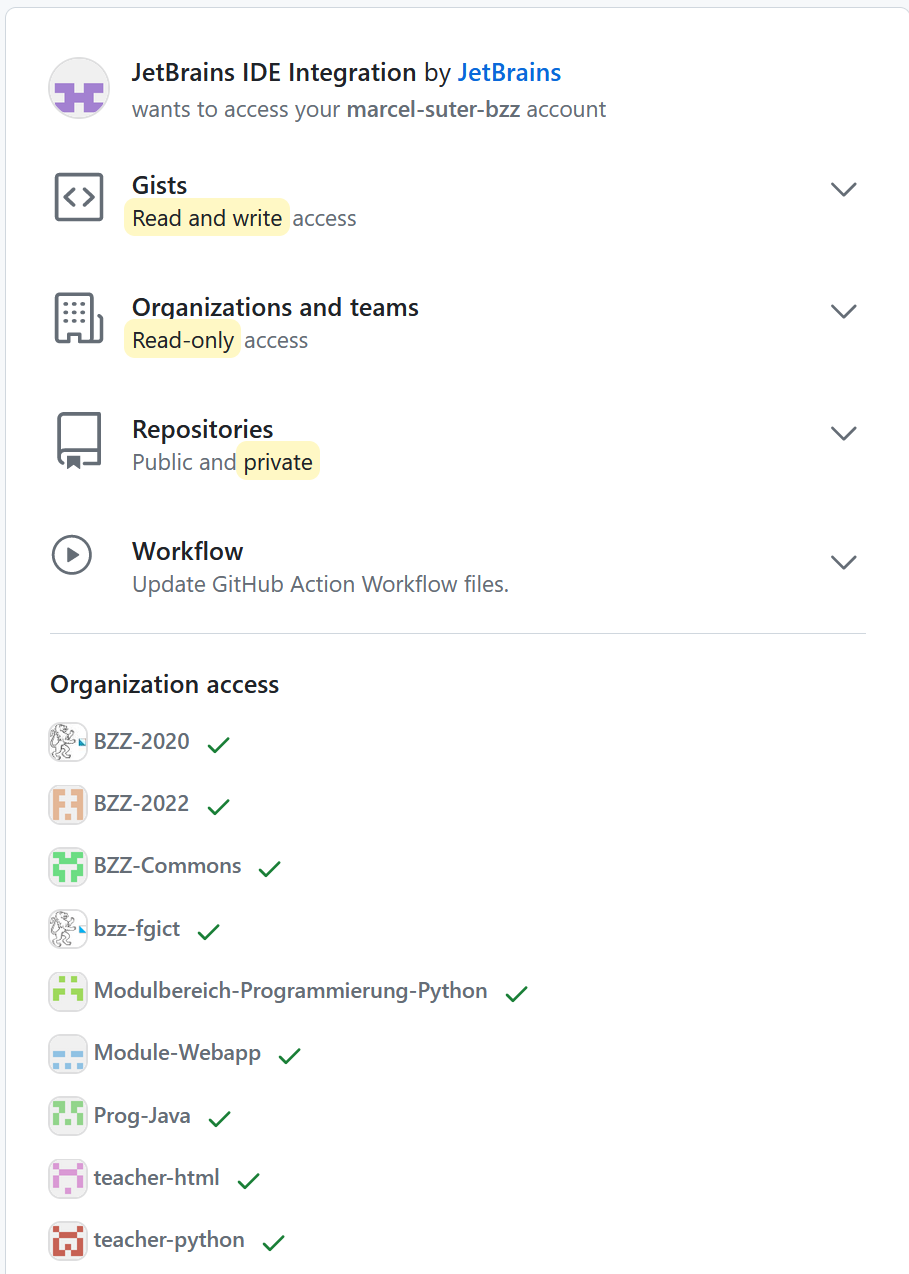 JetBrains IDE Integration by JetBrains
wants to access your marcel-suter-bzz account
Gists
Read and write access
Organizations and teams
Read-only access
Repositories
Public and private
Workflow
Update GitHub Action Workflow files.
Organization access
BZZ-2020
BZZ-2022
BZZ-Commons
bzz-fgict
Modulbereich-Programmierung-Python
Module-Webapp
Prog-Java
teacher-html
teacher-python